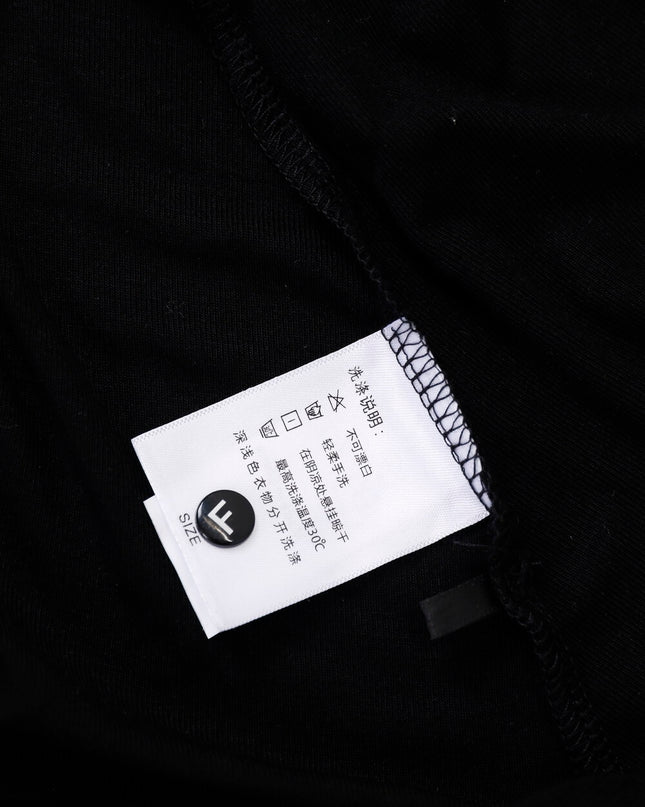 洗涤说明：
不可漂白
轻柔手洗
在阴凉处悬挂晾干
最高洗涤温度30℃
深浅色衣物分开洗涤
SIZE
F